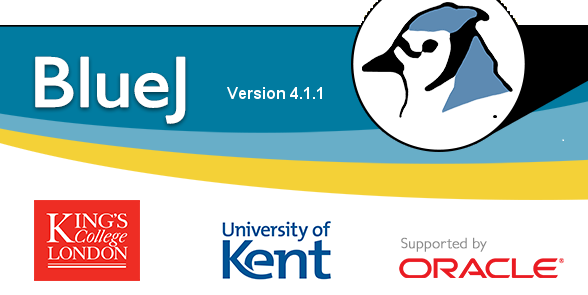 BlueJ
Version 4.1.1
KING'S
College
LONDON
University of
Kent
Supported by
ORACLE®